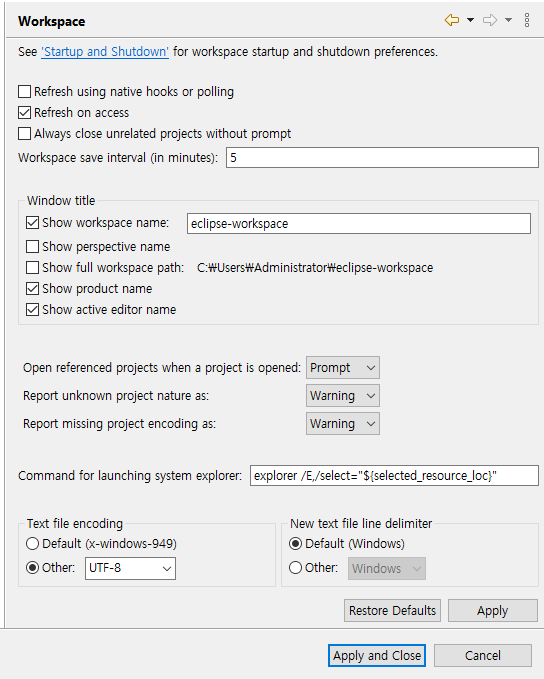 Workspace
See 'Startup and Shutdown' for workspace startup and shutdown preferences.
Refresh using native hooks or polling
Refresh on access
Always close unrelated projects without prompt
Workspace save interval (in minutes): 5
Window title
Show workspace name: eclipse-workspace
Show perspective name
Show full workspace path: C:₩Users₩Administrator₩eclipse-workspace
Show product name
Show active editor name
Open referenced projects when a project is opened: Prompt
Report unknown project nature as: Warning
Report missing project encoding as: Warning
Command for launching system explorer: explorer /E,/select="${selected_resource_loc}"
Text file encoding
Default (x-windows-949)
Other: UTF-8
New text file line delimiter
Default (Windows)
Other: Windows
Restore Defaults Apply
Apply and Close Cancel